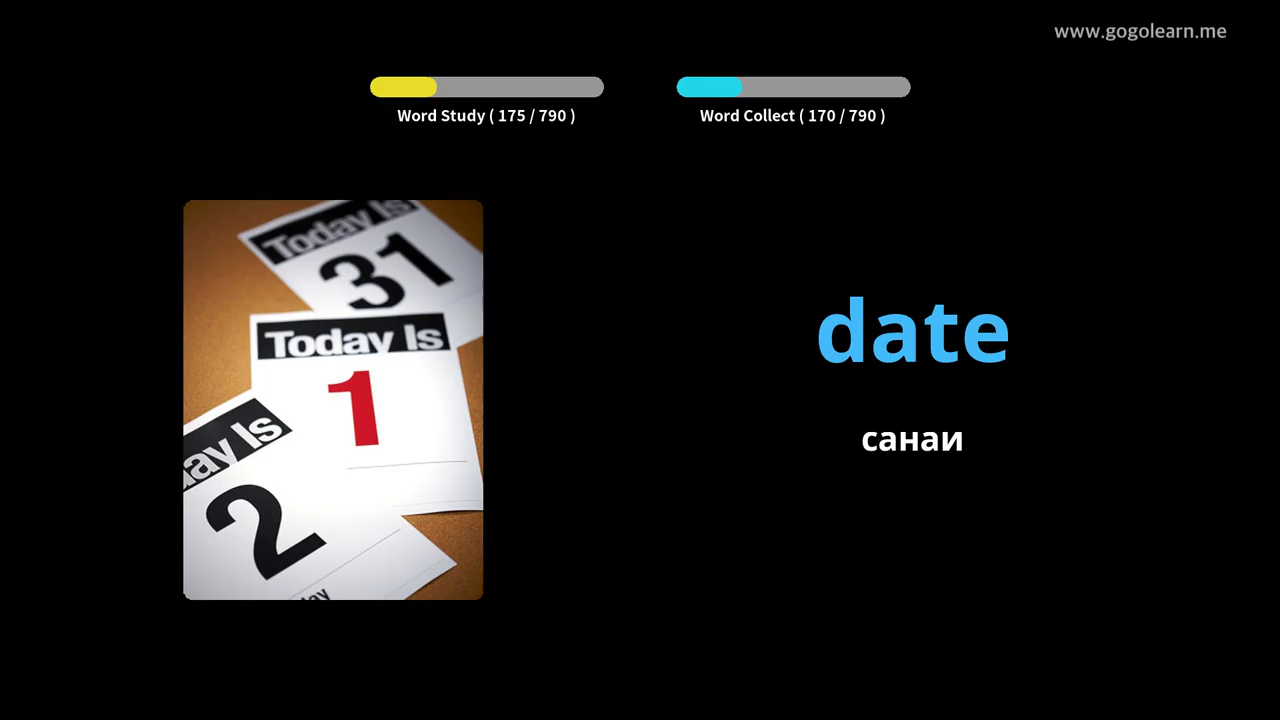 www.gogolearn.me
Word Study ( 175 / 790 )
Word Collect ( 170 / 790 )
Today Is
31
Today Is
1
ay Is
2
date
санаи